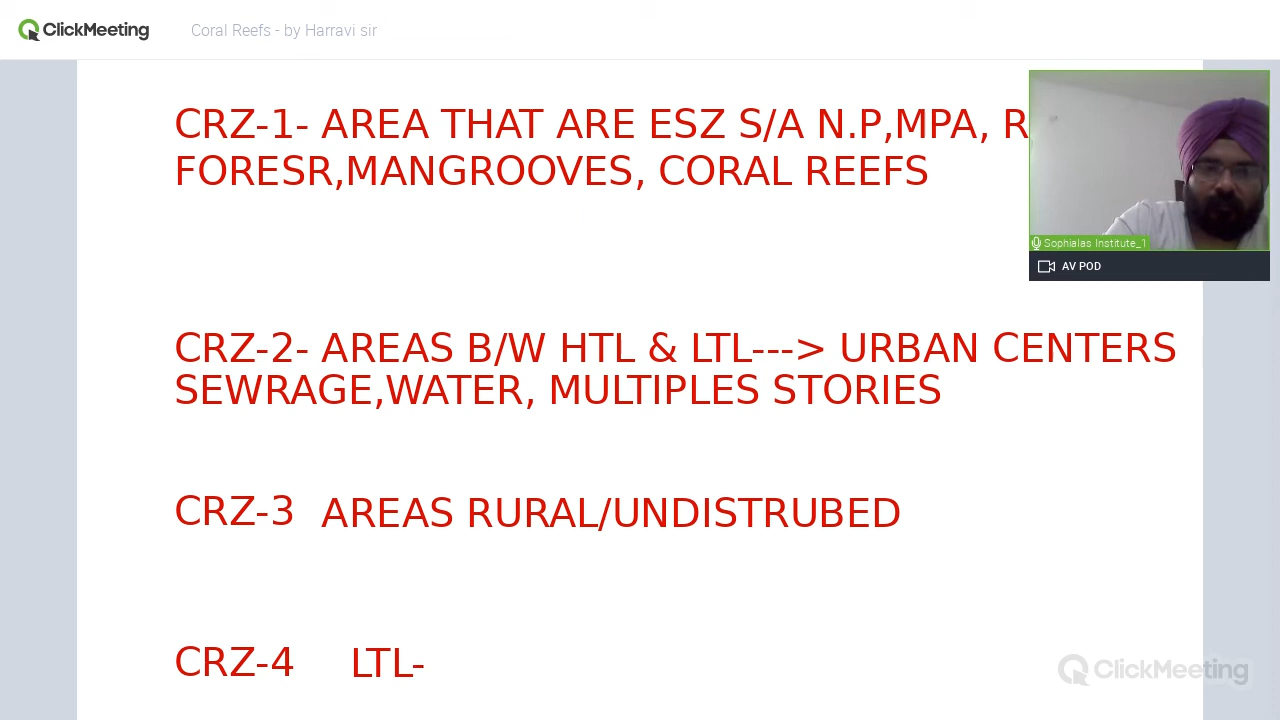 ClickMeeting
Coral Reefs - by Harravi sir
CRZ-1- AREA THAT ARE ESZ S/A N.P,MPA, R
FORESR,MANGROOVES, CORAL REEFS
Sophialas Institute_1
AV POD
CRZ-2- AREAS B/W HTL & LTL---> URBAN CENTERS
SEWRAGE,WATER, MULTIPLES STORIES
CRZ-3 AREAS RURAL/UNDISTRUBED
CRZ-4 LTL-
ClickMeeting